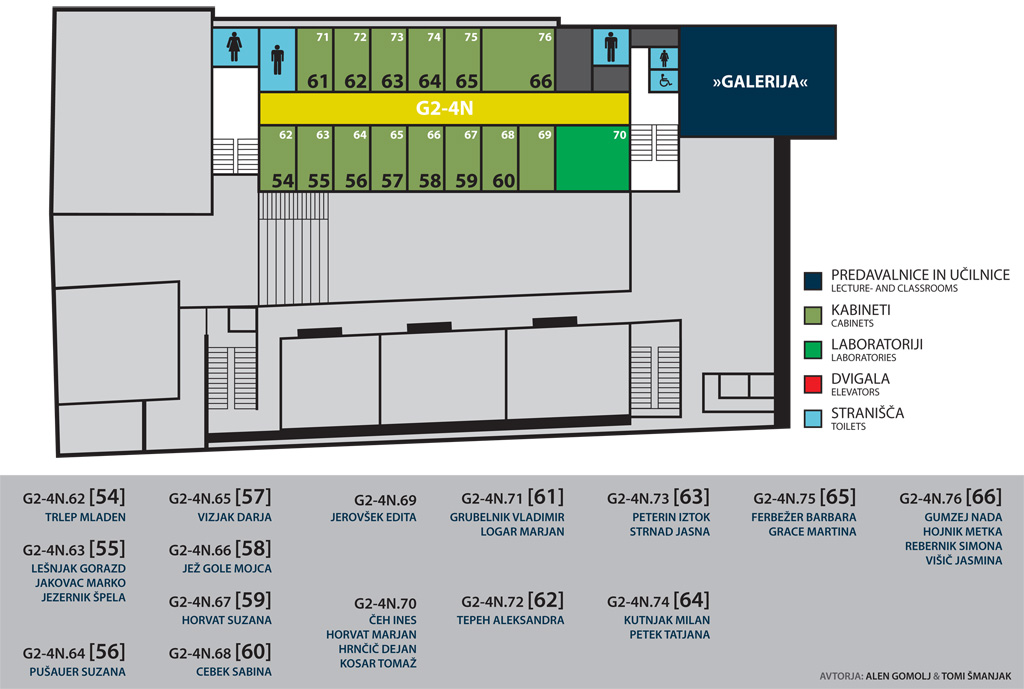 71
72
73
74
75
76
61
62
63
64
65
66
»GALERIJA«
G2-4N
62
63
64
65
66
67
68
69
70
54
55
56
57
58
59
60
PREDAVALNICE IN UČILNICE
LECTURE- AND CLASSROOMS
KABINETI
CABINETS
LABORATORIJI
LABORATORIES
DVIGALA
ELEVATORS
STRANIŠČA
TOILETS
G2-4N.62 [54]
TRLEP MLADEN
G2-4N.63 [55]
LEŠNJAK GORAZD
JAKOVAC MARKO
JEZERNIK ŠPELA
G2-4N.64 [56]
PUŠAUER SUZANA
G2-4N.65 [57]
VIZJAK DARJA
G2-4N.66 [58]
JEŽ GOLE MOJCA
G2-4N.67 [59]
HORVAT SUZANA
G2-4N.68 [60]
CEBEK SABINA
G2-4N.69
JEROVŠEK EDITA
G2-4N.70
ČEH INES
HORVAT MARJAN
HRNČIČ DEJAN
KOSAR TOMAŽ
G2-4N.71 [61]
GRUBELNIK VLADIMIR
LOGAR MARJAN
G2-4N.72 [62]
TEPEH ALEKSANDRA
G2-4N.73 [63]
PETERIN IZTOK
STRNAD JASNA
G2-4N.74 [64]
KUTNJAK MILAN
PETEK TATJANA
G2-4N.75 [65]
FERBEŽER BARBARA
GRACE MARTINA
G2-4N.76 [66]
GUMZEJ NADA
HOJNIK METKA
REBERNIK SIMONA
VIŠIČ JASMINA
AVTORJA: ALEN GOMOLJ & TOMI ŠMANJAK